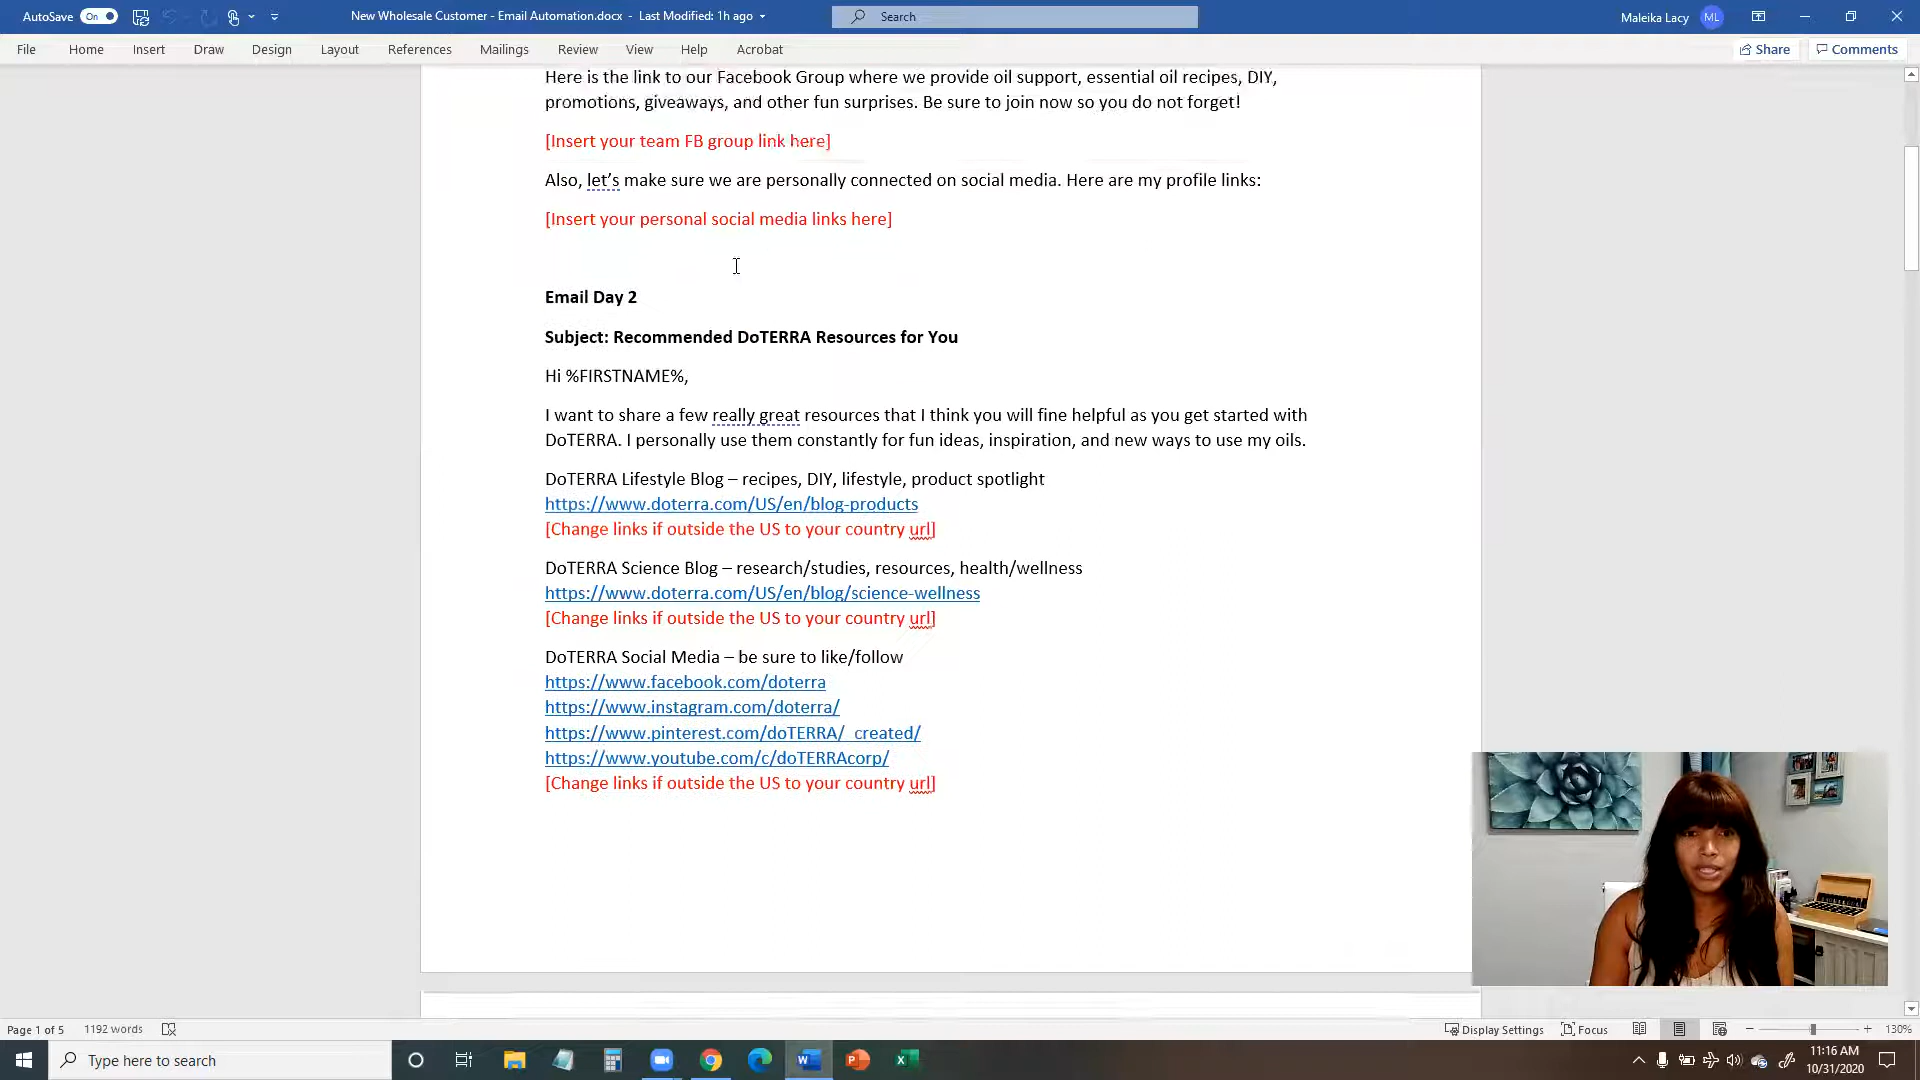 AutoSave On New Wholesale Customer - Email Automation.docx - Last Modified: 1h ago Search Maleika Lacy ML
File Home Insert Draw Design Layout References Mailings Review View Help Acrobat Share Comments
Here is the link to our Facebook Group where we provide oil support, essential oil recipes, DIY,
promotions, giveaways, and other fun surprises. Be sure to join now so you do not forget!
[Insert your team FB group link here]
Also, let’s make sure we are personally connected on social media. Here are my profile links:
[Insert your personal social media links here]
Email Day 2
Subject: Recommended DoTERRA Resources for You
Hi %FIRSTNAME%,
I want to share a few really great resources that I think you will fine helpful as you get started with
DoTERRA. I personally use them constantly for fun ideas, inspiration, and new ways to use my oils.
DoTERRA Lifestyle Blog – recipes, DIY, lifestyle, product spotlight
https://www.doterra.com/US/en/blog-products
[Change links if outside the US to your country url]
DoTERRA Science Blog – research/studies, resources, health/wellness
https://www.doterra.com/US/en/blog/science-wellness
[Change links if outside the US to your country url]
DoTERRA Social Media – be sure to like/follow
https://www.facebook.com/doterra
https://www.instagram.com/doterra/
https://www.pinterest.com/doTERRA/_created/
https://www.youtube.com/c/doTERRAcorp/
[Change links if outside the US to your country url]
Page 1 of 5 1192 words Display Settings Focus 130%
Type here to search 11:16 AM
10/31/2020